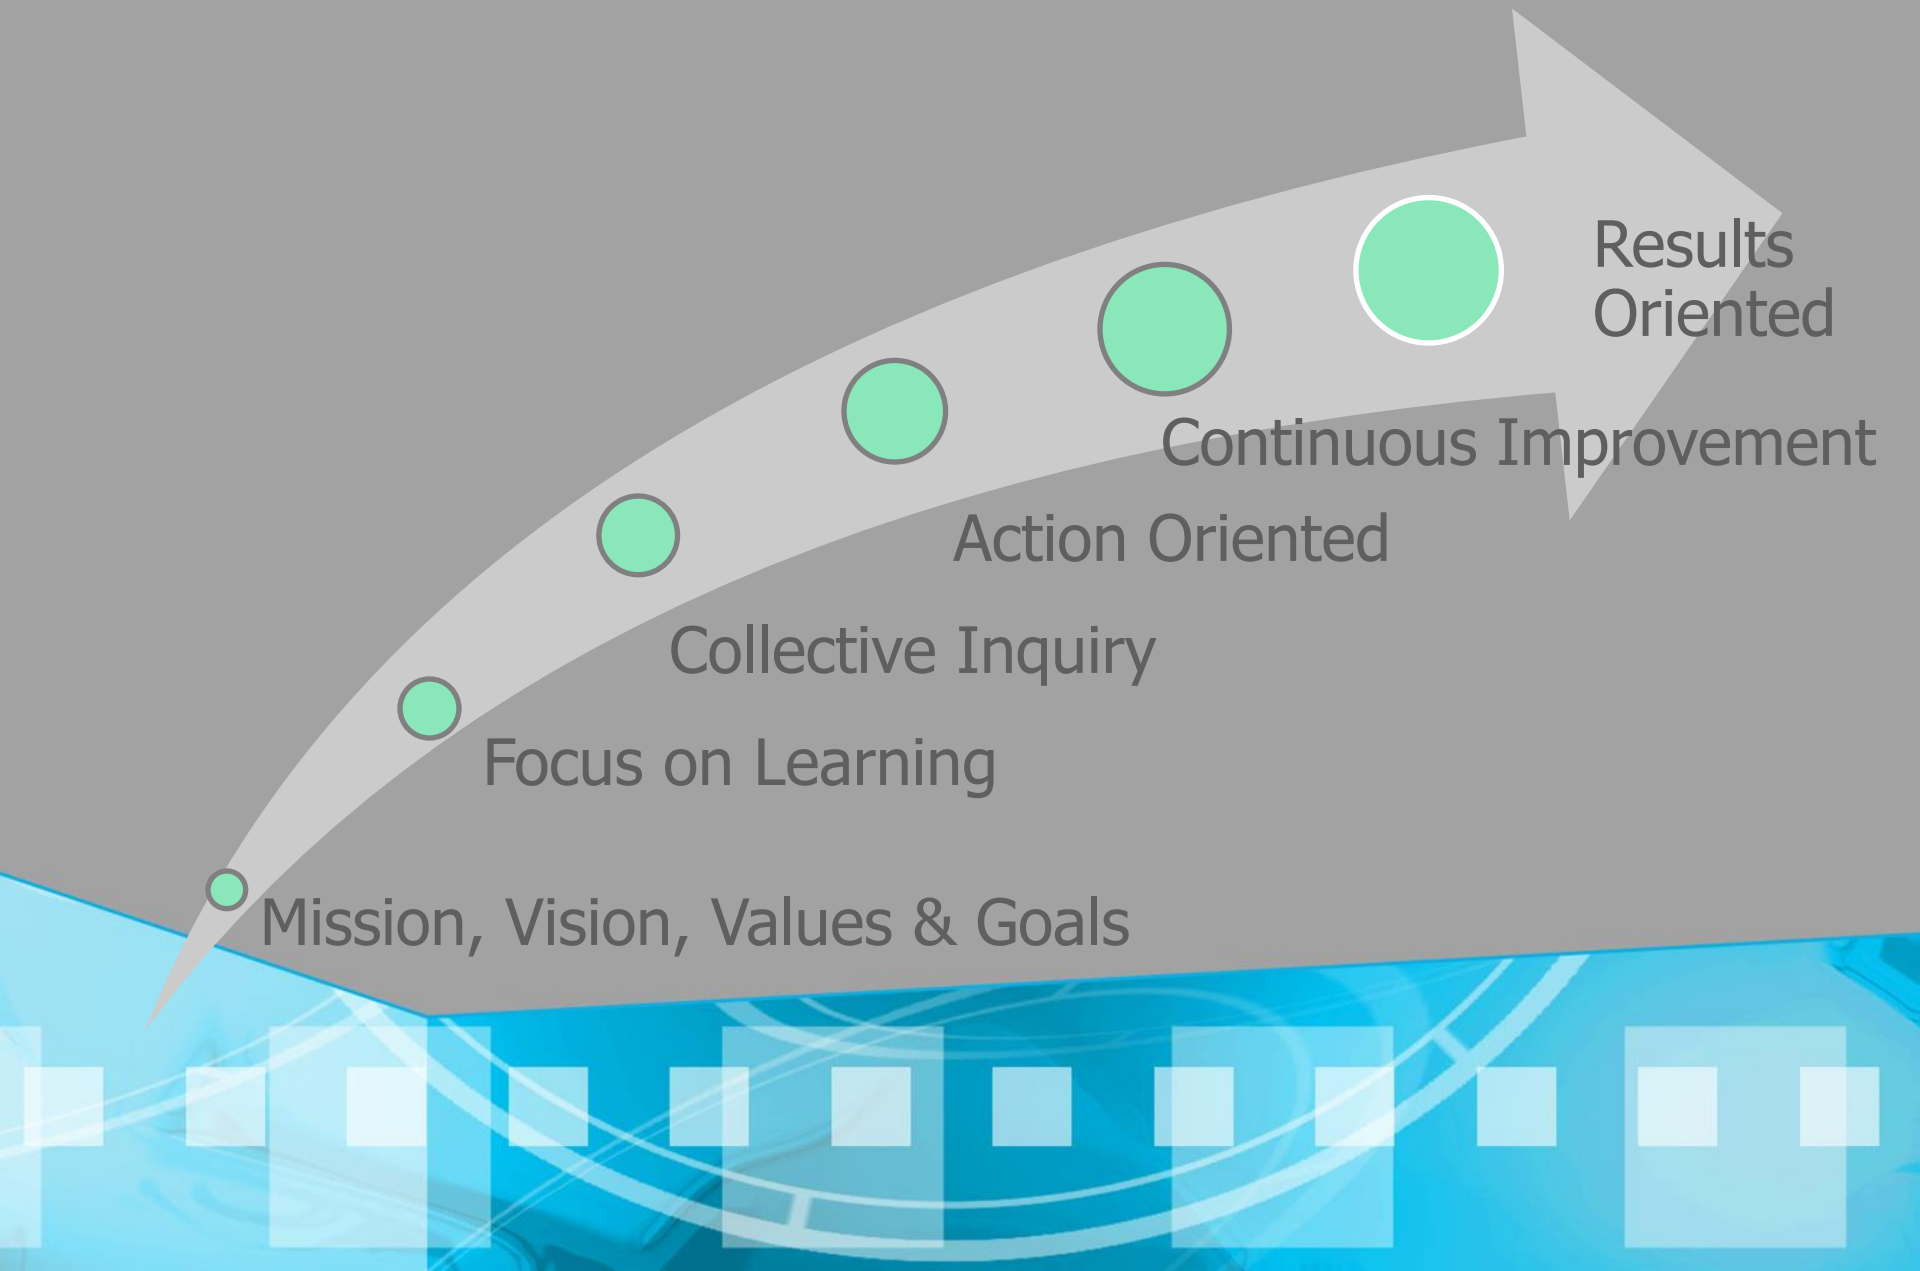 Results
Oriented
Continuous Improvement
Action Oriented
Collective Inquiry
Focus on Learning
Mission, Vision, Values & Goals